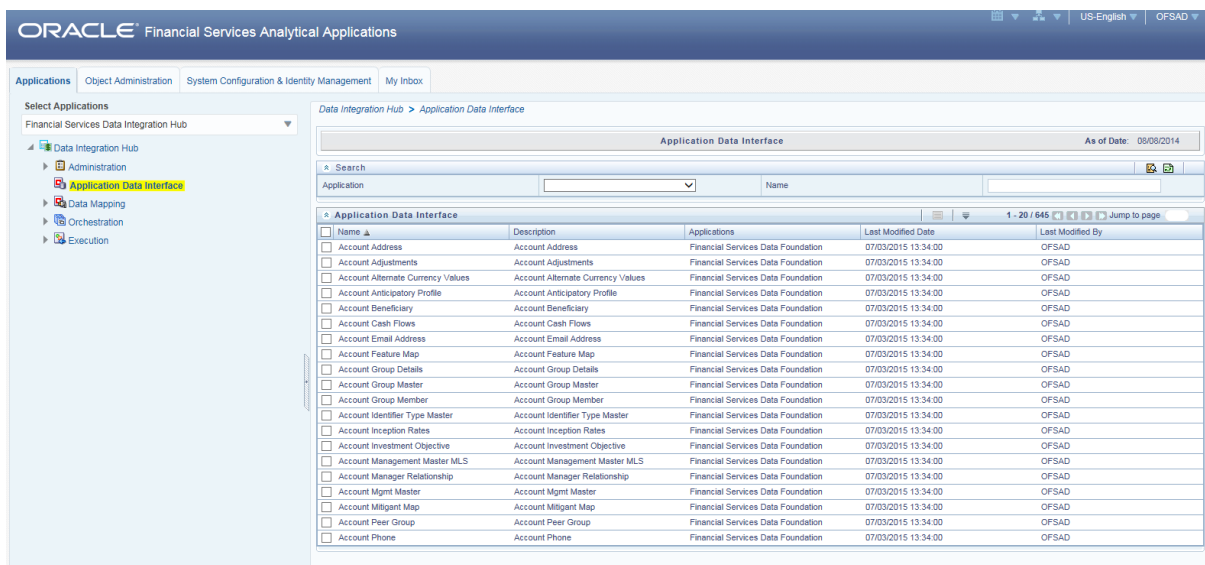 US-English OFSAD
ORACLE® Financial Services Analytical Applications
Applications Object Administration System Configuration & Identity Management My Inbox
Select Applications
Financial Services Data Integration Hub
Data Integration Hub
Administration
Application Data Interface
Data Mapping
Orchestration
Execution
Data Integration Hub > Application Data Interface
Application Data Interface As of Date: 08/08/2014
Search
Application Name
Application Data Interface 1 - 20 / 645 Jump to page
Name Description Applications Last Modified Date Last Modified By
Account Address Account Address Financial Services Data Foundation 07/03/2015 13:34:00 OFSAD
Account Adjustments Account Adjustments Financial Services Data Foundation 07/03/2015 13:34:00 OFSAD
Account Alternate Currency Values Account Alternate Currency Values Financial Services Data Foundation 07/03/2015 13:34:00 OFSAD
Account Anticipatory Profile Account Anticipatory Profile Financial Services Data Foundation 07/03/2015 13:34:00 OFSAD
Account Beneficiary Account Beneficiary Financial Services Data Foundation 07/03/2015 13:34:00 OFSAD
Account Cash Flows Account Cash Flows Financial Services Data Foundation 07/03/2015 13:34:00 OFSAD
Account Email Address Account Email Address Financial Services Data Foundation 07/03/2015 13:34:00 OFSAD
Account Feature Map Account Feature Map Financial Services Data Foundation 07/03/2015 13:34:00 OFSAD
Account Group Details Account Group Details Financial Services Data Foundation 07/03/2015 13:34:00 OFSAD
Account Group Master Account Group Master Financial Services Data Foundation 07/03/2015 13:34:00 OFSAD
Account Group Member Account Group Member Financial Services Data Foundation 07/03/2015 13:34:00 OFSAD
Account Identifier Type Master Account Identifier Type Master Financial Services Data Foundation 07/03/2015 13:34:00 OFSAD
Account Inception Rates Account Inception Rates Financial Services Data Foundation 07/03/2015 13:34:00 OFSAD
Account Investment Objective Account Investment Objective Financial Services Data Foundation 07/03/2015 13:34:00 OFSAD
Account Management Master MLS Account Management Master MLS Financial Services Data Foundation 07/03/2015 13:34:00 OFSAD
Account Manager Relationship Account Manager Relationship Financial Services Data Foundation 07/03/2015 13:34:00 OFSAD
Account Mgmt Master Account Mgmt Master Financial Services Data Foundation 07/03/2015 13:34:00 OFSAD
Account Mitigant Map Account Mitigant Map Financial Services Data Foundation 07/03/2015 13:34:00 OFSAD
Account Peer Group Account Peer Group Financial Services Data Foundation 07/03/2015 13:34:00 OFSAD
Account Phone Account Phone Financial Services Data Foundation 07/03/2015 13:34:00 OFSAD